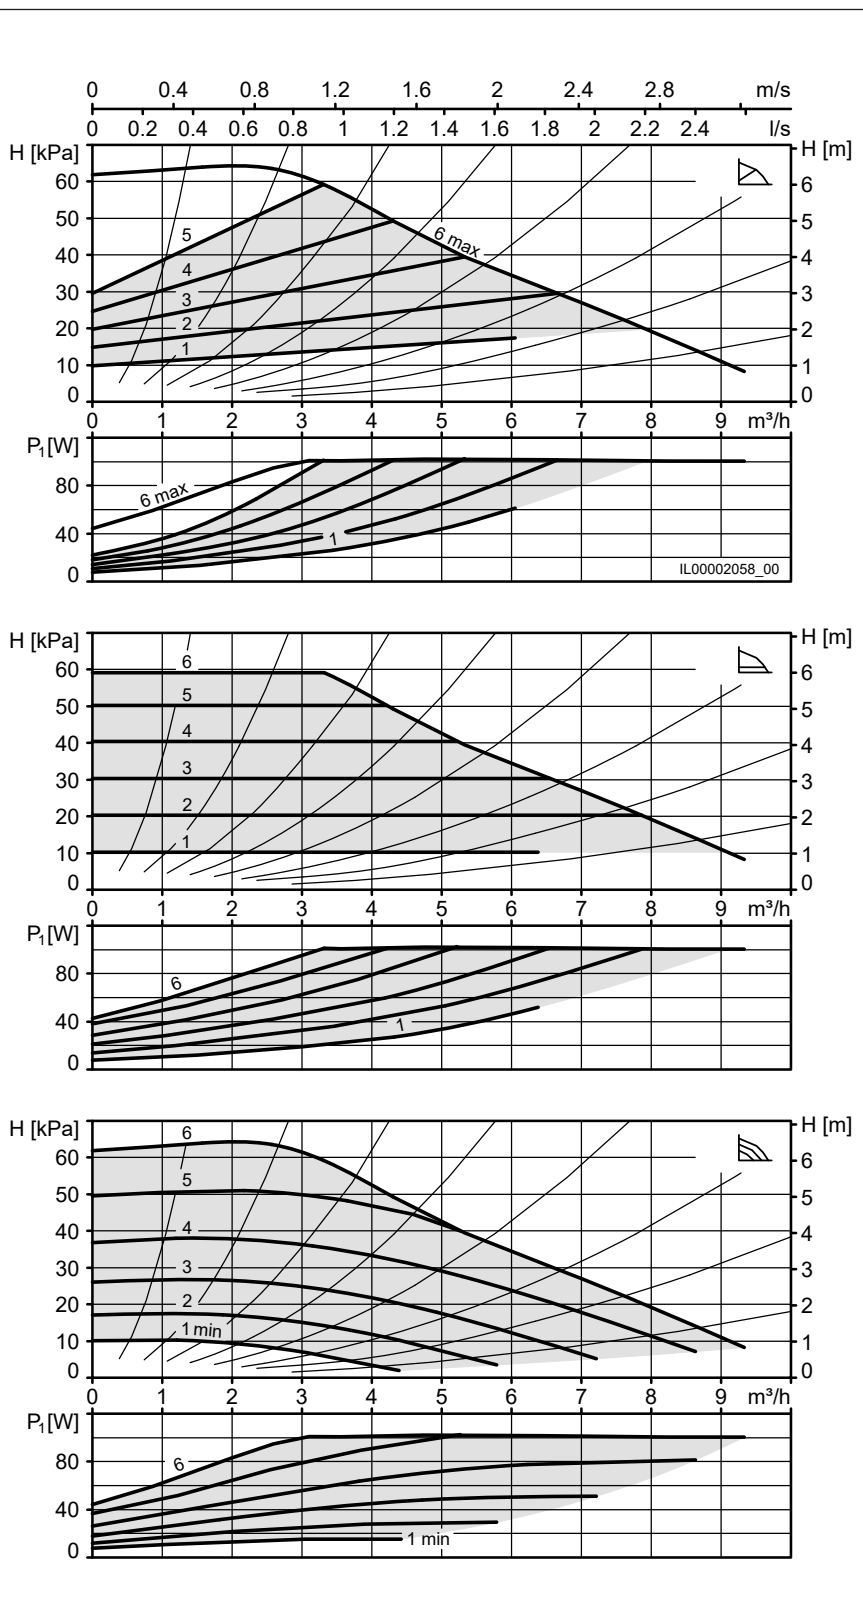 0 0.4 0.8 1.2 1.6 2 2.4 2.8 m/s
0 0.2 0.4 0.6 0.8 1 1.2 1.4 1.6 1.8 2 2.2 2.4 l/s
H [kPa] H [m]
60 6
50 5 5 6 max
40 4 4
30 3 3
20 2 2
10 1 1
0 0
0 1 2 3 4 5 6 7 8 9 m³/h
P₁[W]
80 6 max
40 1
0 IL00002058_00
H [kPa] H [m]
6
60 6
50 5 5
40 4 4
30 3 3
20 2 2
10 1 1
0 0
0 1 2 3 4 5 6 7 8 9 m³/h
P₁[W]
80 6
40 1
0
H [kPa] 6 H [m]
60 6
50 5 5
40 4 4
30 3 3
20 2 2
10 1 min 1
0 0
0 1 2 3 4 5 6 7 8 9 m³/h
P₁[W]
80 6
40
0 1 min